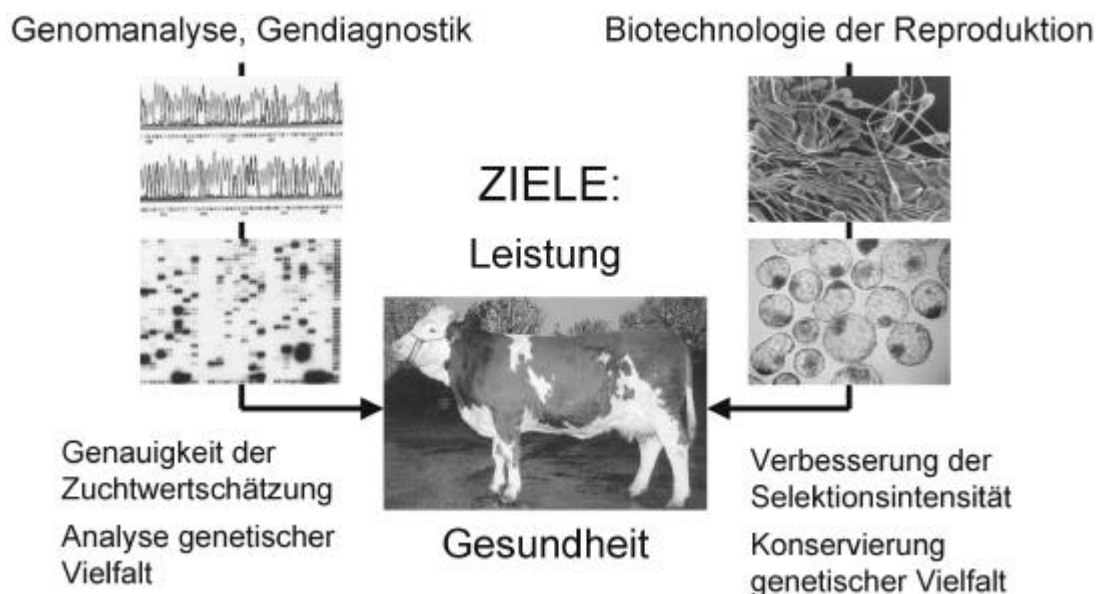 Genomanalyse, Gendiagnostik
Biotechnologie der Reproduktion
ZIELE:
Leistung
Gesundheit
Genauigkeit der
Zuchtwertschätzung
Analyse genetischer
Vielfalt
Verbesserung der
Selektionsintensität
Konservierung
genetischer Vielfalt